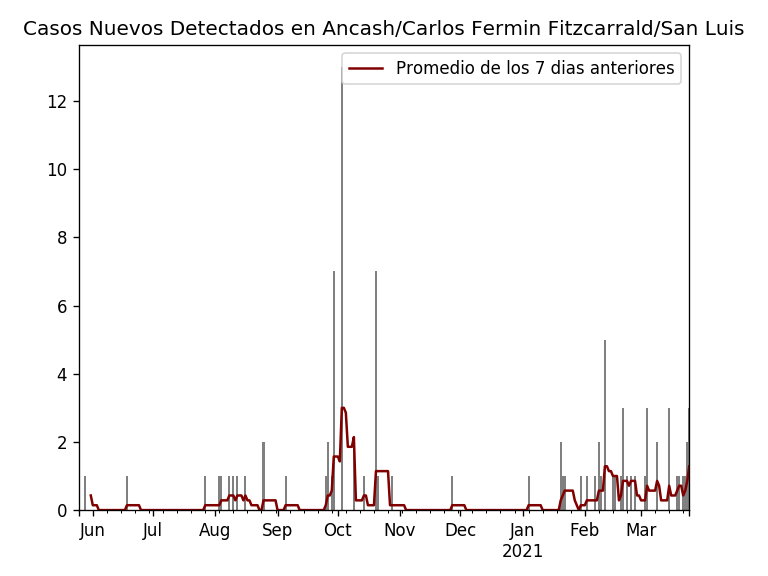 Casos Nuevos Detectados en Ancash/Carlos Fermin Fitzcarrald/San Luis
Promedio de los 7 dias anteriores
12
10
8
6
4
2
0
Jun Jul Aug Sep Oct Nov Dec Jan Feb Mar
2021